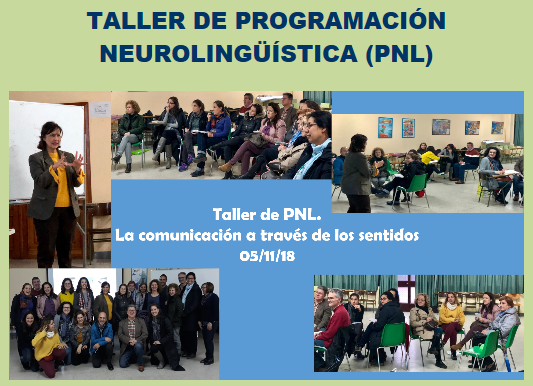 TALLER DE PROGRAMACIÓN
NEUROLINGÜÍSTICA (PNL)
Taller de PNL.
La comunicación a través de los sentidos
05/11/18